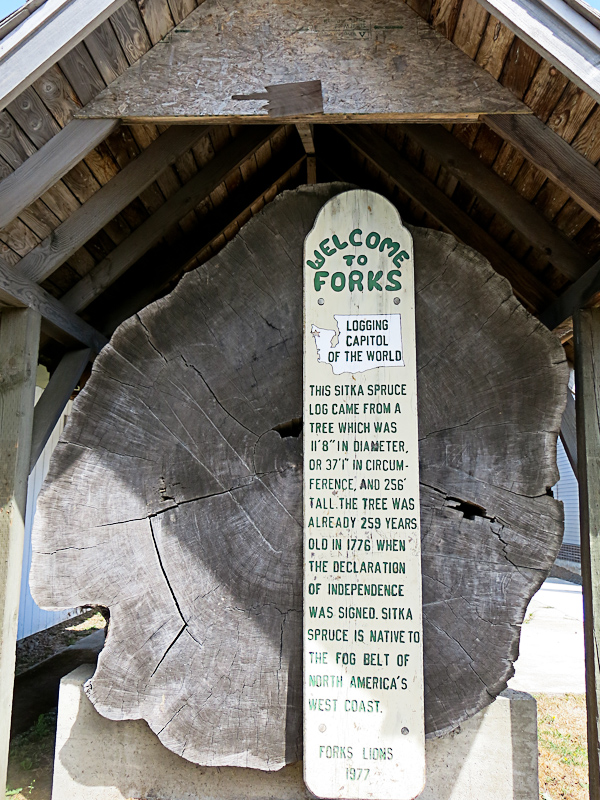 WELCOME
TO
FORKS
LOGGING
CAPITOL
OF THE WORLD
THIS SITKA SPRUCE
LOG CAME FROM A
TREE WHICH WAS
11'8" IN DIAMETER,
OR 37'1" IN CIRCUM-
FERENCE, AND 256'
TALL. THE TREE WAS
ALREADY 259 YEARS
OLD IN 1776 WHEN
THE DECLARATION
OF INDEPENDENCE
WAS SIGNED. SITKA
SPRUCE IS NATIVE TO
THE FOG BELT OF
NORTH AMERICA'S
WEST COAST.
FORKS LIONS
1977